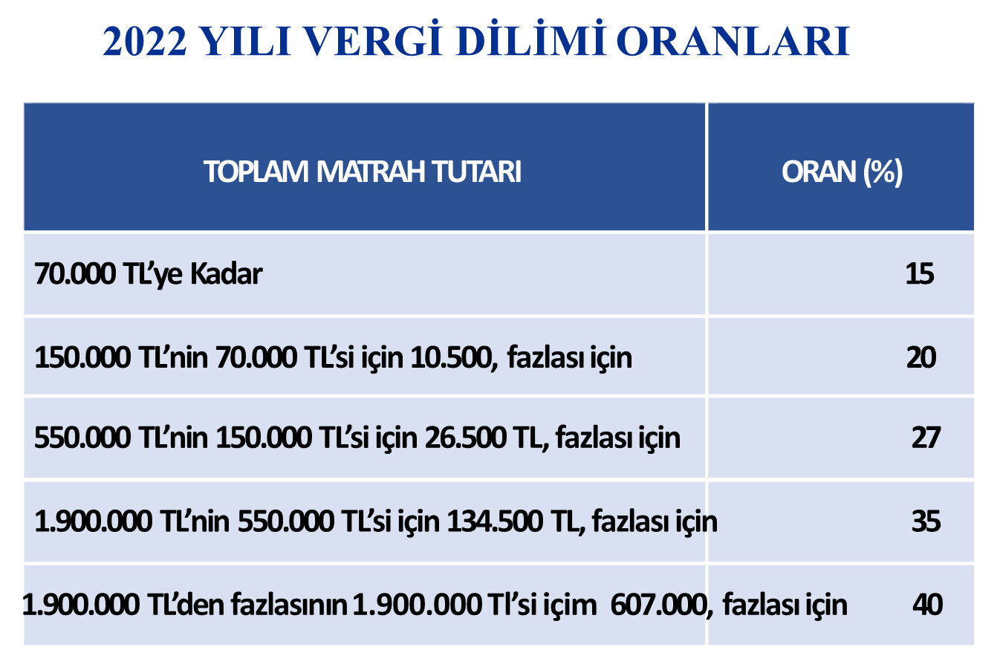 2022 YILI VERGİ DİLİMİ ORANLARI
TOPLAM MATRAH TUTARI
ORAN (%)
70.000 TL’ye Kadar
15
150.000 TL’nin 70.000 TL’si için 10.500, fazlası için
20
550.000 TL’nin 150.000 TL’si için 26.500 TL, fazlası için
27
1.900.000 TL’nin 550.000 TL’si için 134.500 TL, fazlası için
35
1.900.000 TL’den fazlasının 1.900.000 Tl’si içim 607.000, fazlası için
40